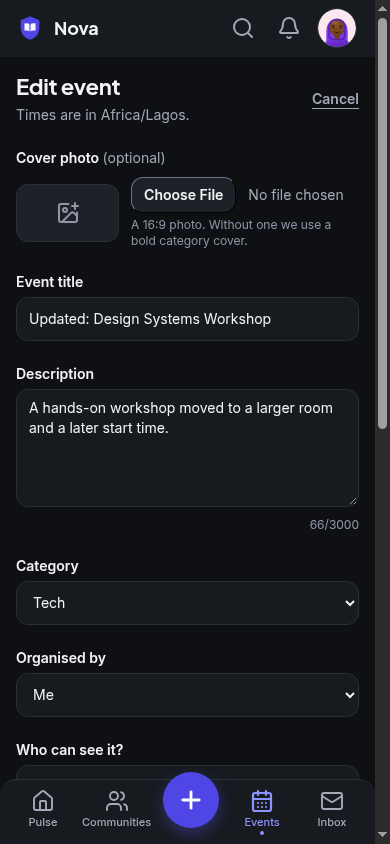 Nova
Edit event
Times are in Africa/Lagos.
Cancel
Cover photo (optional)
Choose File No file chosen
A 16:9 photo. Without one we use a
bold category cover.
Event title
Updated: Design Systems Workshop
Description
A hands-on workshop moved to a larger room
and a later start time.
66/3000
Category
Tech
Organised by
Me
Who can see it?
Pulse Communities Events Inbox